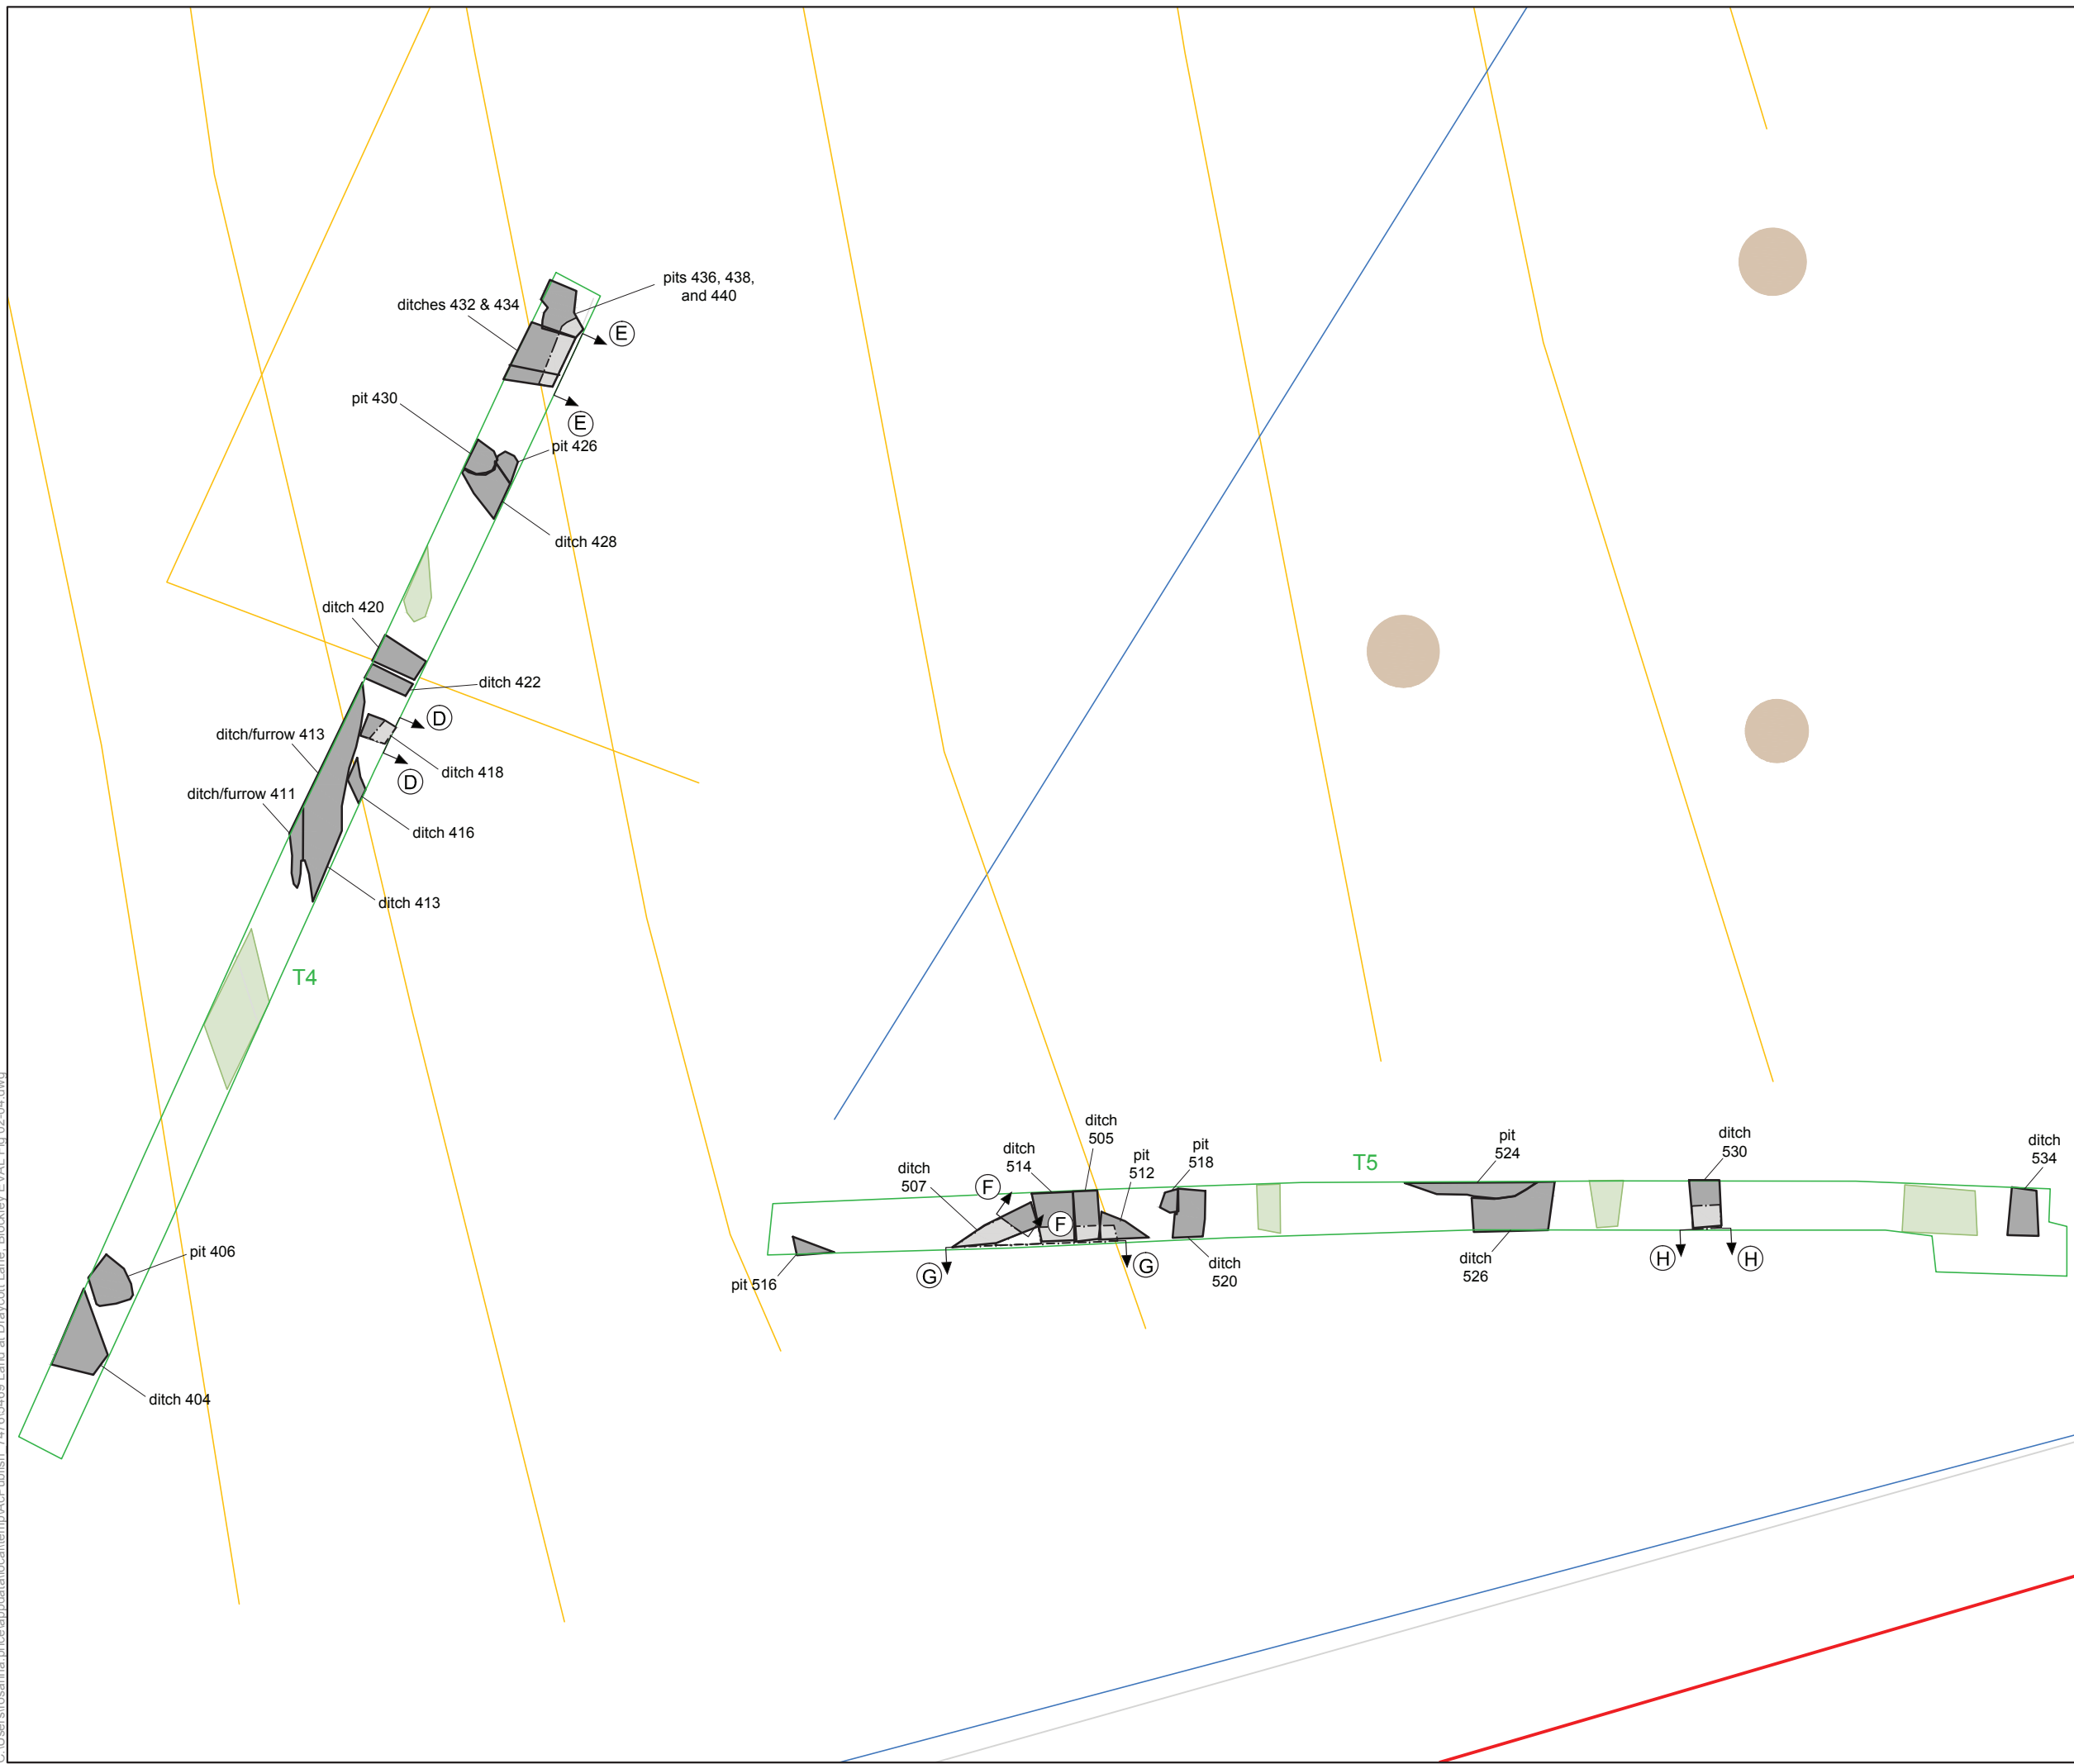 pits 436, 438,
and 440
ditches 432 & 434
E
E
pit 430
pit 426
ditch 428
ditch 420
ditch 422
D
ditch/furrow 413
D
ditch 418
ditch/furrow 411
ditch 416
ditch 413
T4
pit 406
ditch 404
ditch
505
ditch
514
pit
512
pit
518
ditch
507
F
F
T5
pit
524
ditch
530
ditch
534
G
G
pit 516
ditch
520
ditch
526
H
H